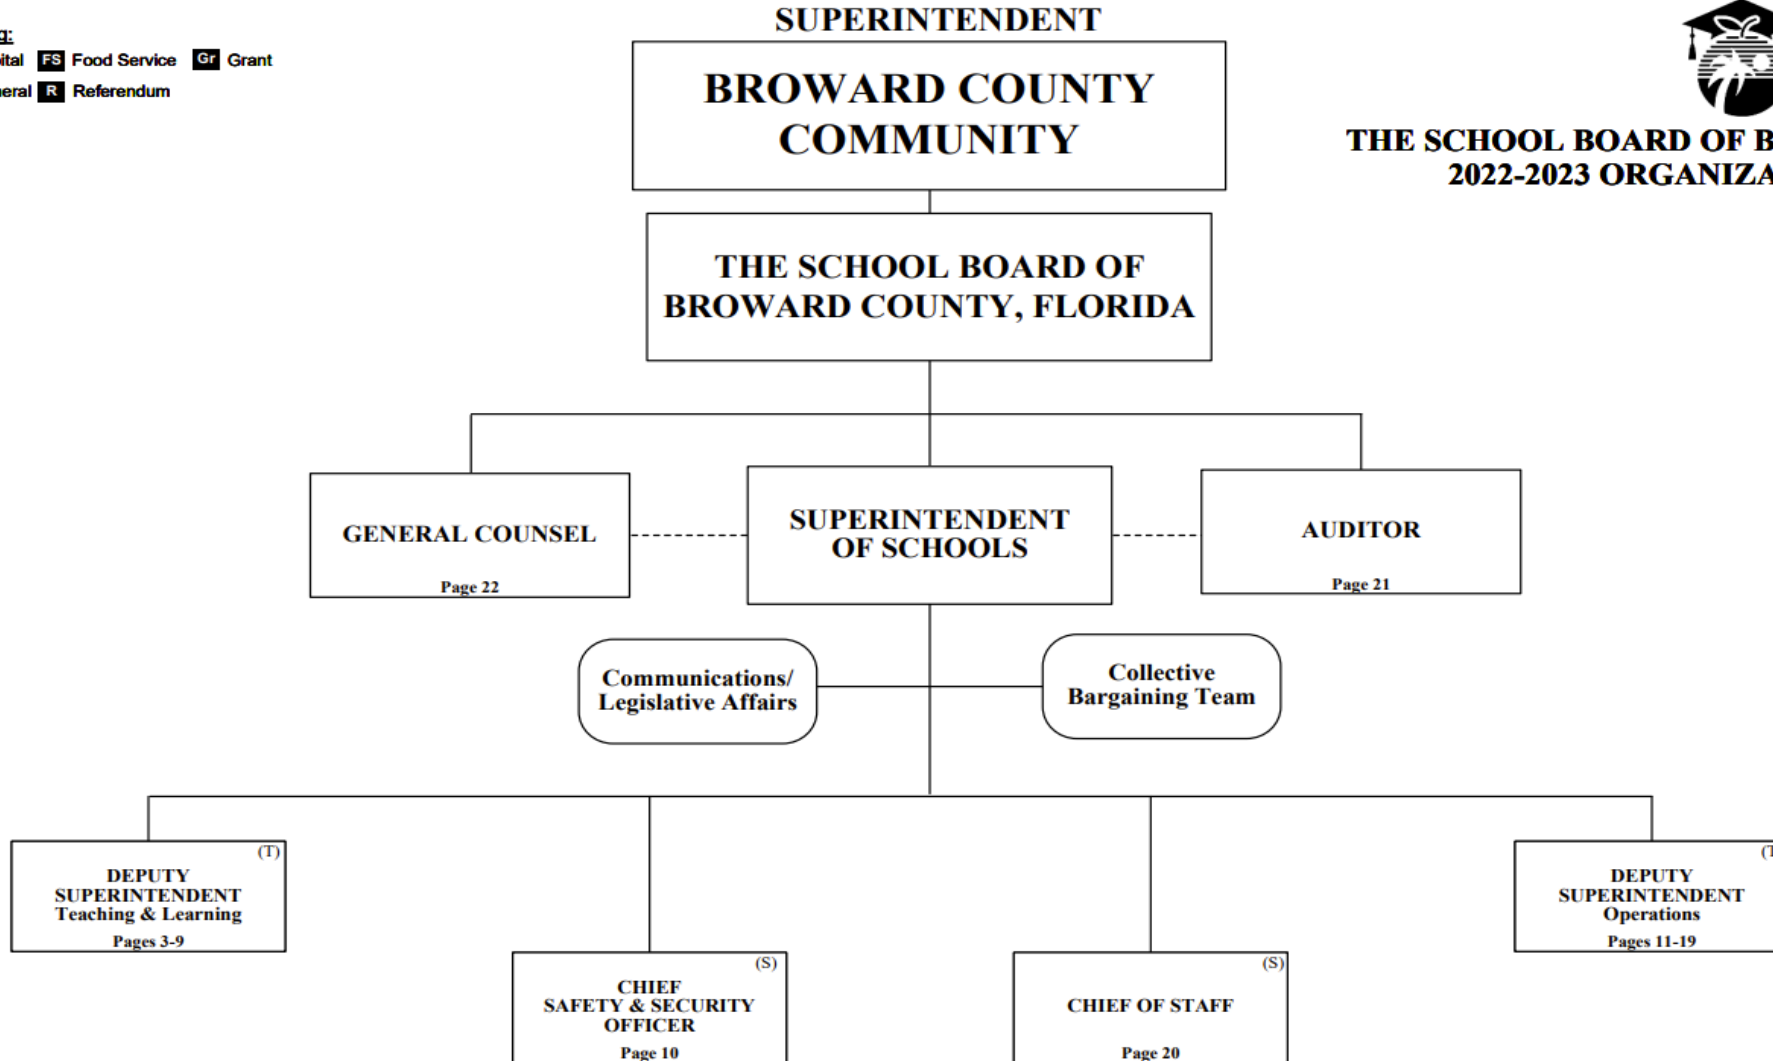 SUPERINTENDENT
g:
ital FS Food Service Gr Grant
eral R Referendum
BROWARD COUNTY
COMMUNITY
THE SCHOOL BOARD OF B
2022-2023 ORGANIZA
THE SCHOOL BOARD OF
BROWARD COUNTY, FLORIDA
GENERAL COUNSEL
Page 22
SUPERINTENDENT
OF SCHOOLS
AUDITOR
Page 21
Communications/
Legislative Affairs
Collective
Bargaining Team
(T)
DEPUTY
SUPERINTENDENT
Teaching & Learning
Pages 3-9
(S)
CHIEF
SAFETY & SECURITY
OFFICER
Page 10
(S)
CHIEF OF STAFF
Page 20
(T
DEPUTY
SUPERINTENDENT
Operations
Pages 11-19